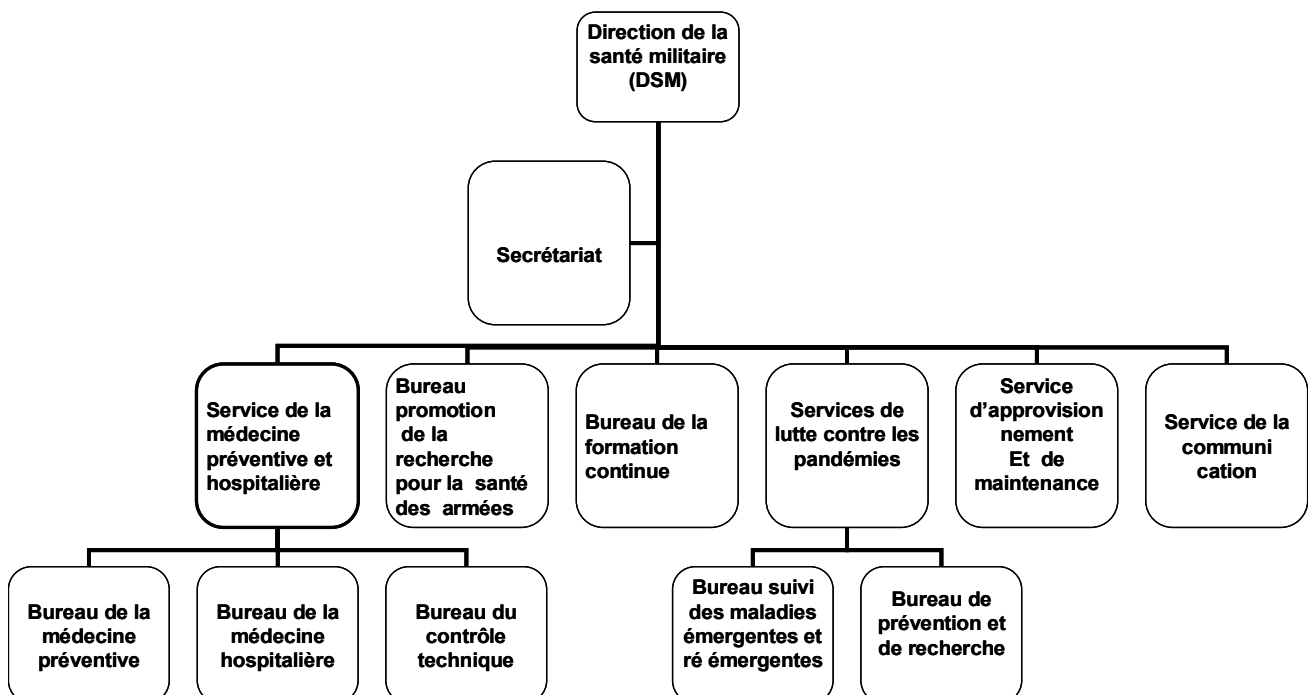 Direction de la
santé militaire
(DSM)
Secrétariat
Service de la
médecine
préventive et
hospitalière
Bureau
promotion
de la
recherche
pour la santé
des armées
Bureau de la
formation
continue
Services de
lutte contre les
pandémies
Service
d’approvision
nement
Et de
maintenance
Service de la
communi
cation
Bureau de la
médecine
préventive
Bureau de la
médecine
hospitalière
Bureau du
contrôle
technique
Bureau suivi
des maladies
émergentes et
ré émergentes
Bureau de
prévention et
de recherche